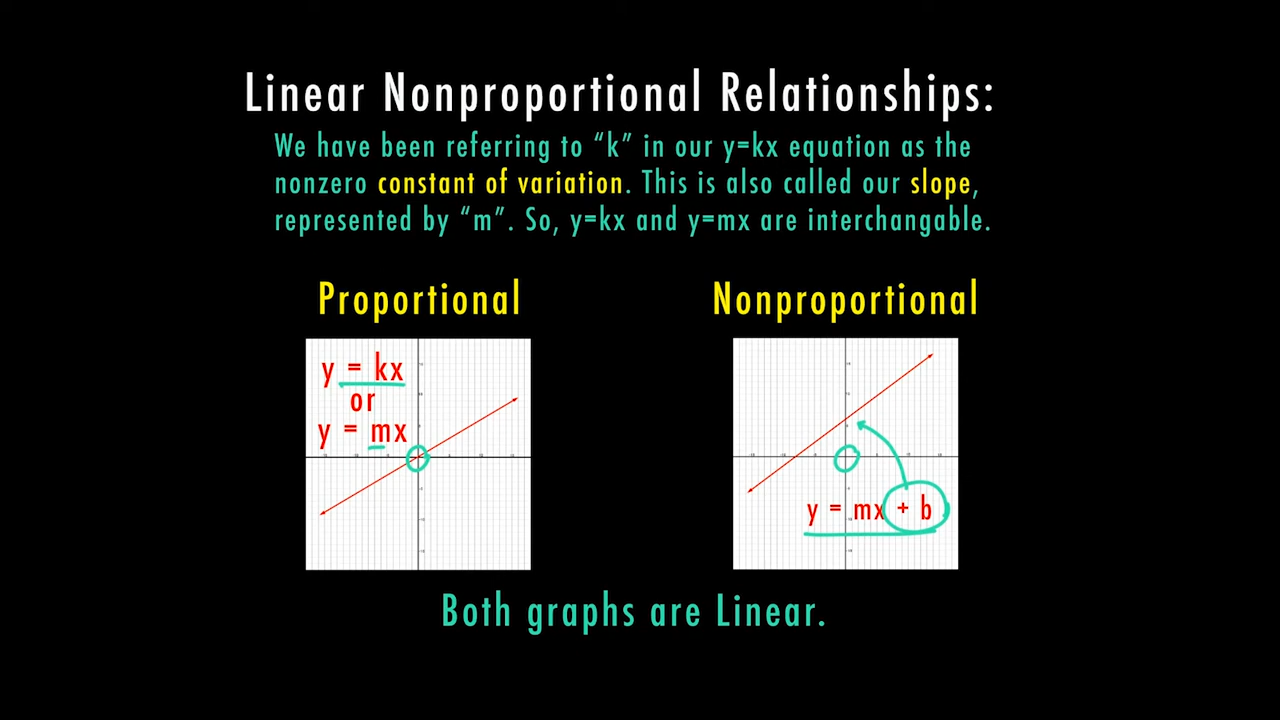 Linear Nonproportional Relationships:
We have been referring to “k” in our y=kx equation as the
nonzero constant of variation. This is also called our slope,
represented by “m”. So, y=kx and y=mx are interchangable.
Proportional
Nonproportional
y = kx
or
y = mx
y = mx + b
Both graphs are Linear.